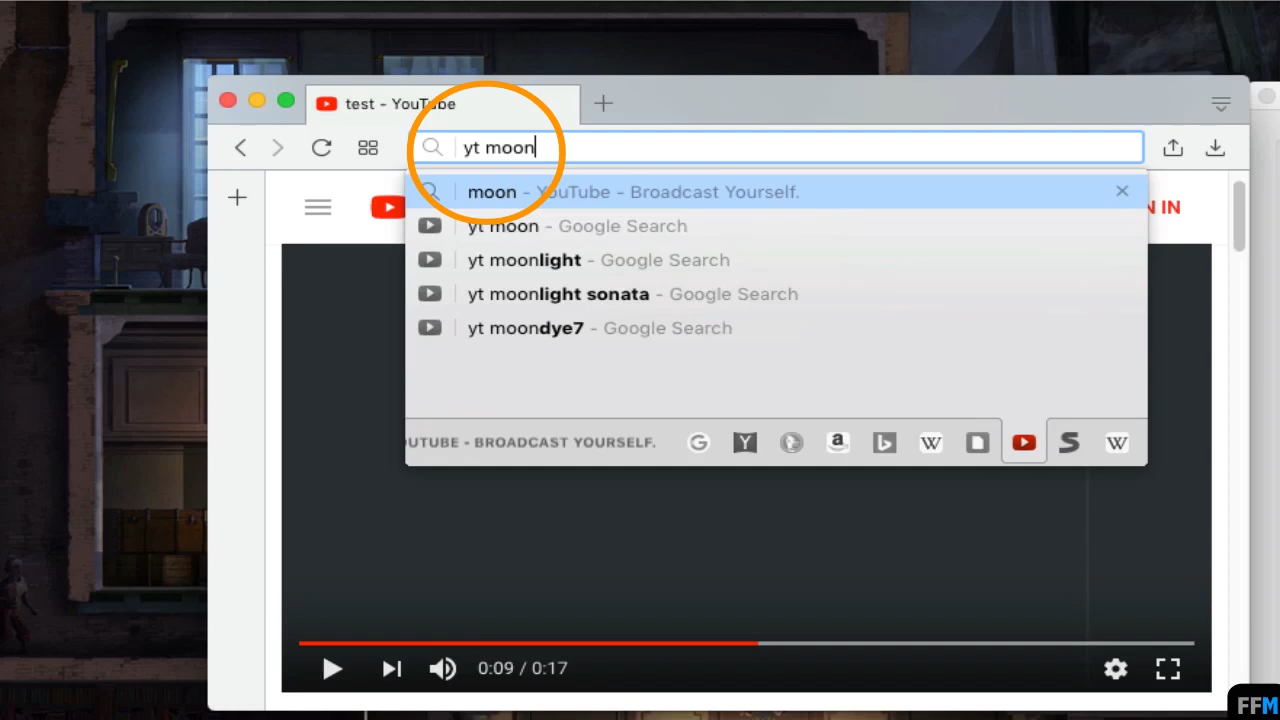 test - YouTube
yt moon
moon - YouTube - Broadcast Yourself.
N IN
yt moon - Google Search
yt moonlight - Google Search
yt moonlight sonata - Google Search
yt moondye7 - Google Search
OUTUBE - BROADCAST YOURSELF.
0:09 / 0:17
FFM